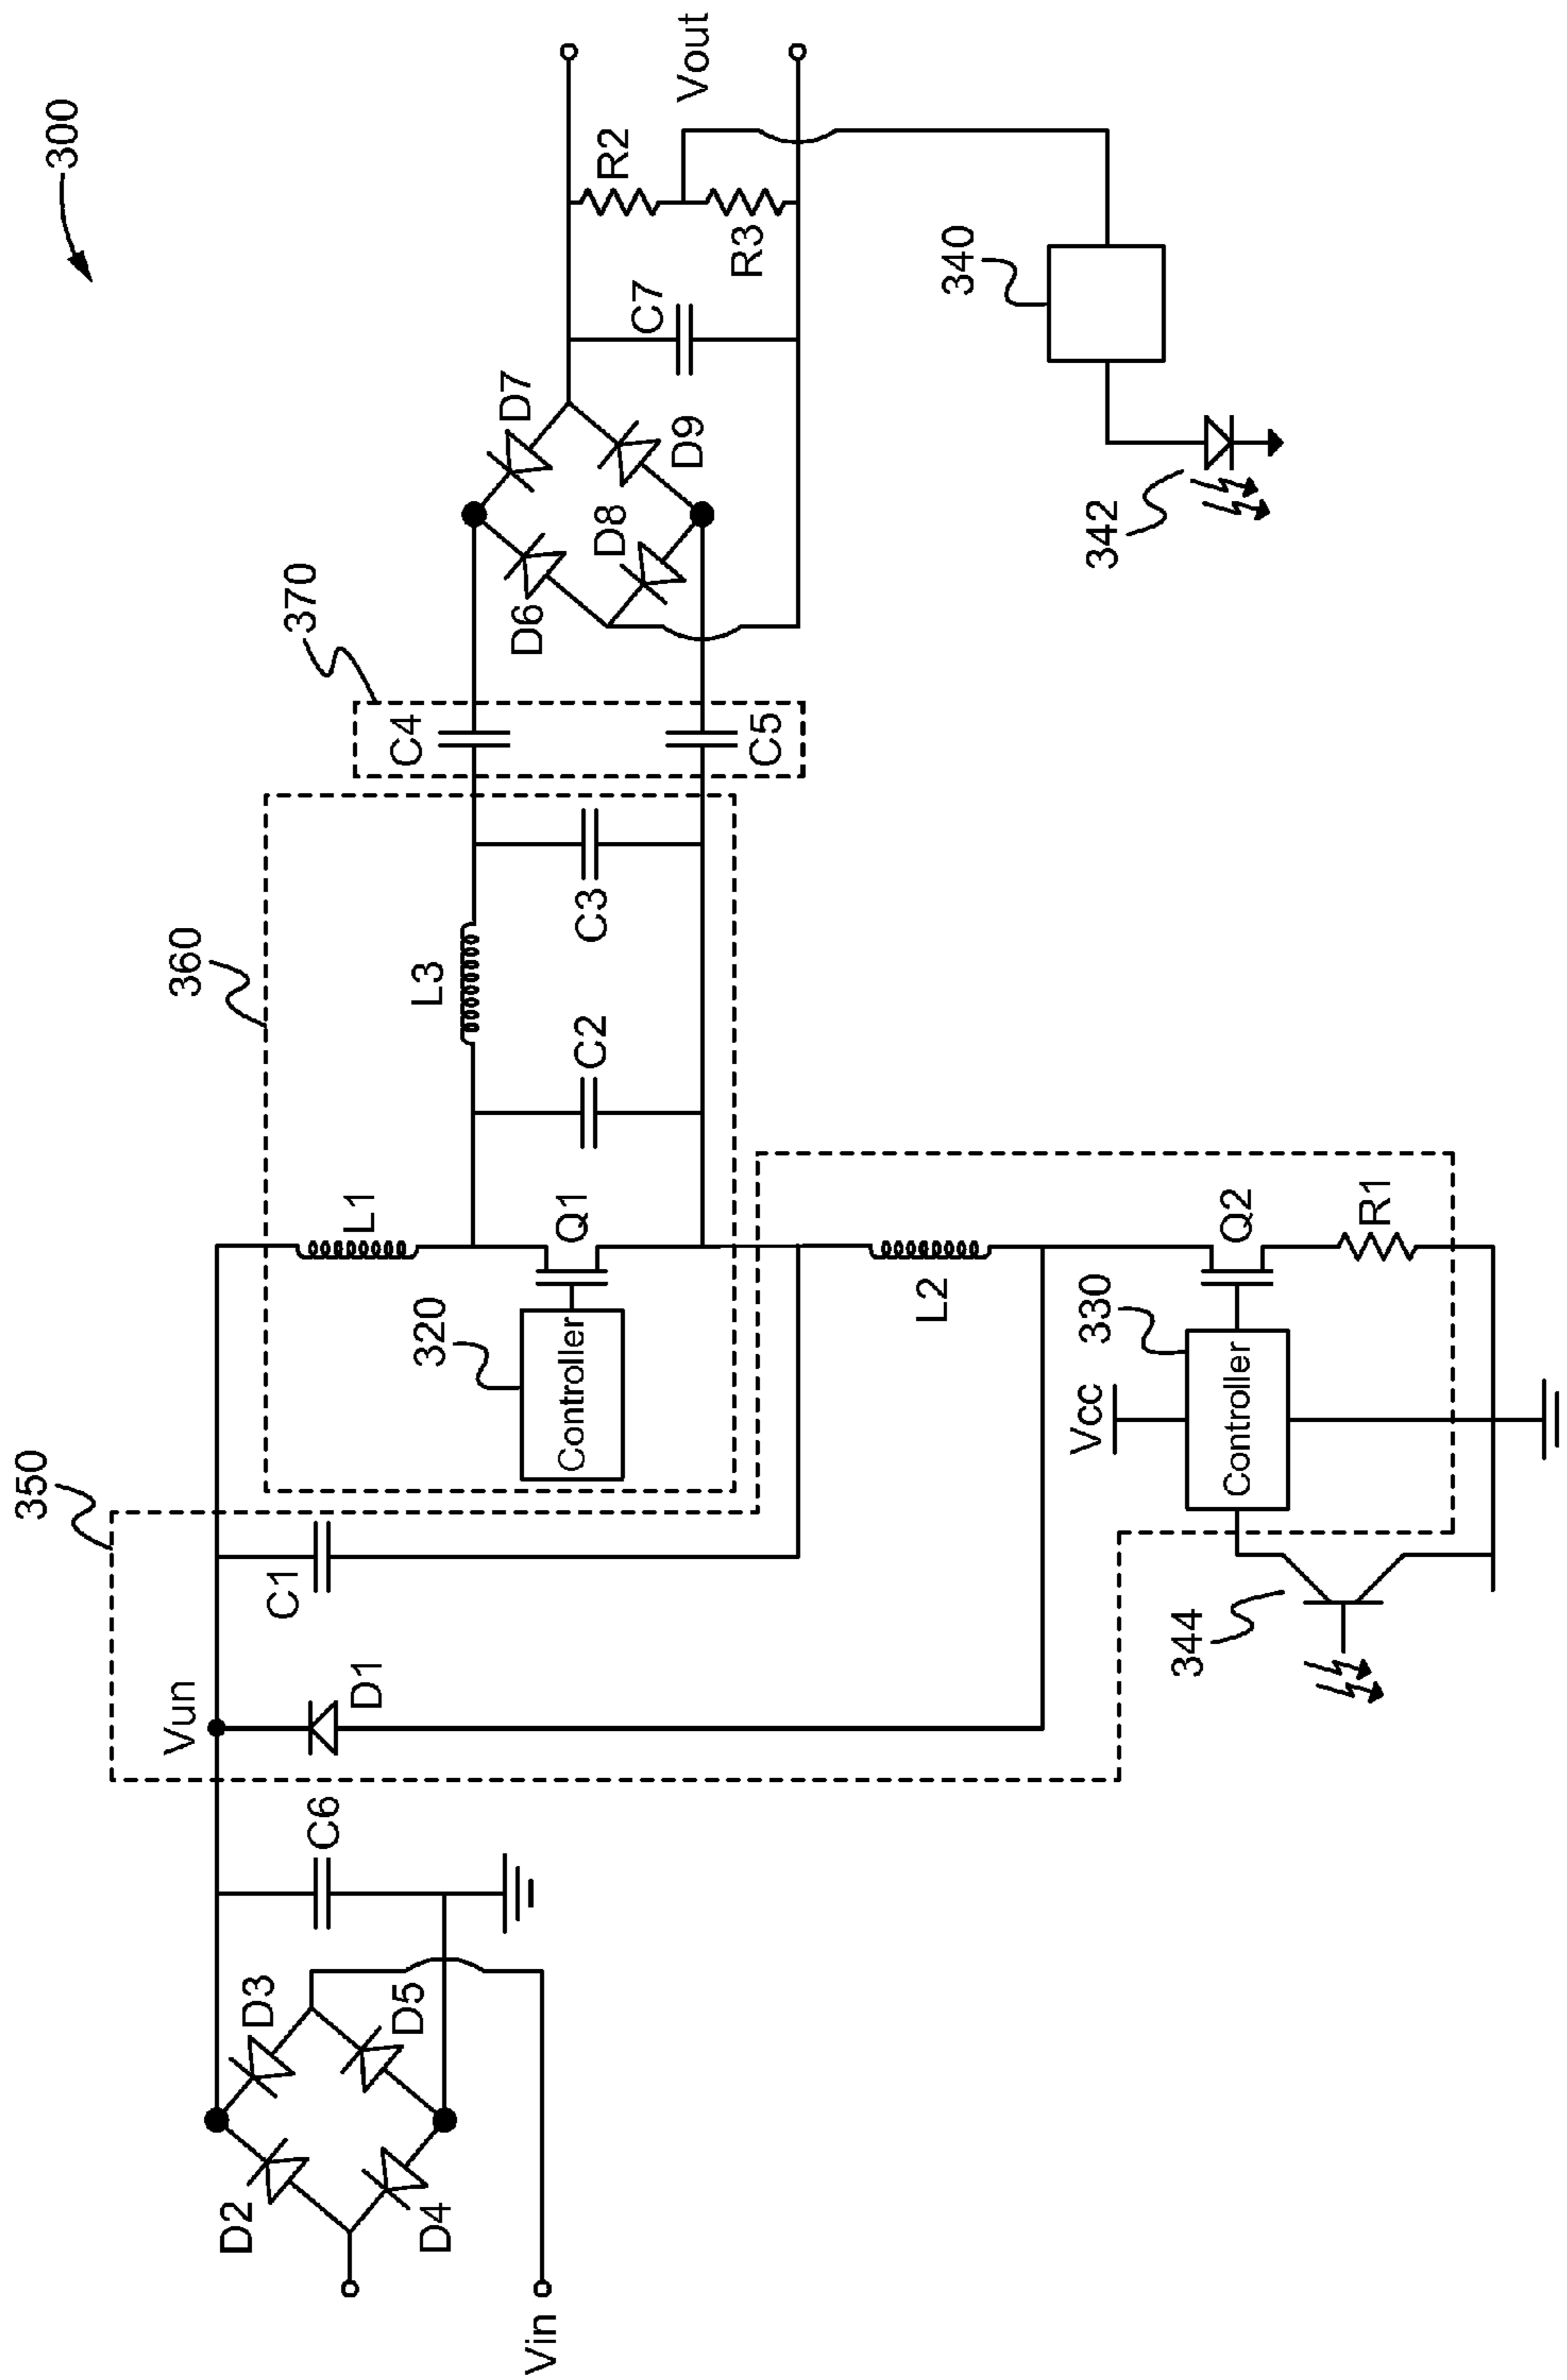 300
350
360
370
Vun
D2
D3
D4
D5
Vin
C6
D1
C1
L1
Q1
320
Controller
L3
C2
C3
C4
C5
D6
D7
D8
D9
C7
R2
R3
Vout
L2
Vcc
330
Controller
Q2
R1
344
342
340